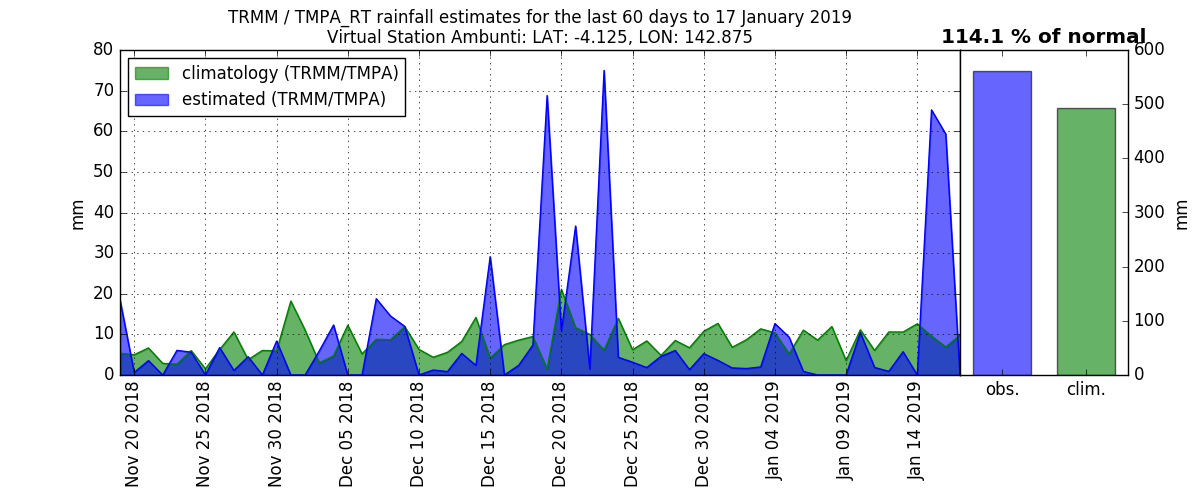 TRMM / TMPA_RT rainfall estimates for the last 60 days to 17 January 2019
Virtual Station Ambunti: LAT: -4.125, LON: 142.875
114.1 % of normal
climatology (TRMM/TMPA)
estimated (TRMM/TMPA)
80
70
60
50
40
30
20
10
0
mm
Nov 20 2018
Nov 25 2018
Nov 30 2018
Dec 05 2018
Dec 10 2018
Dec 15 2018
Dec 20 2018
Dec 25 2018
Dec 30 2018
Jan 04 2019
Jan 09 2019
Jan 14 2019
600
500
400
300
200
100
0
mm
obs.
clim.